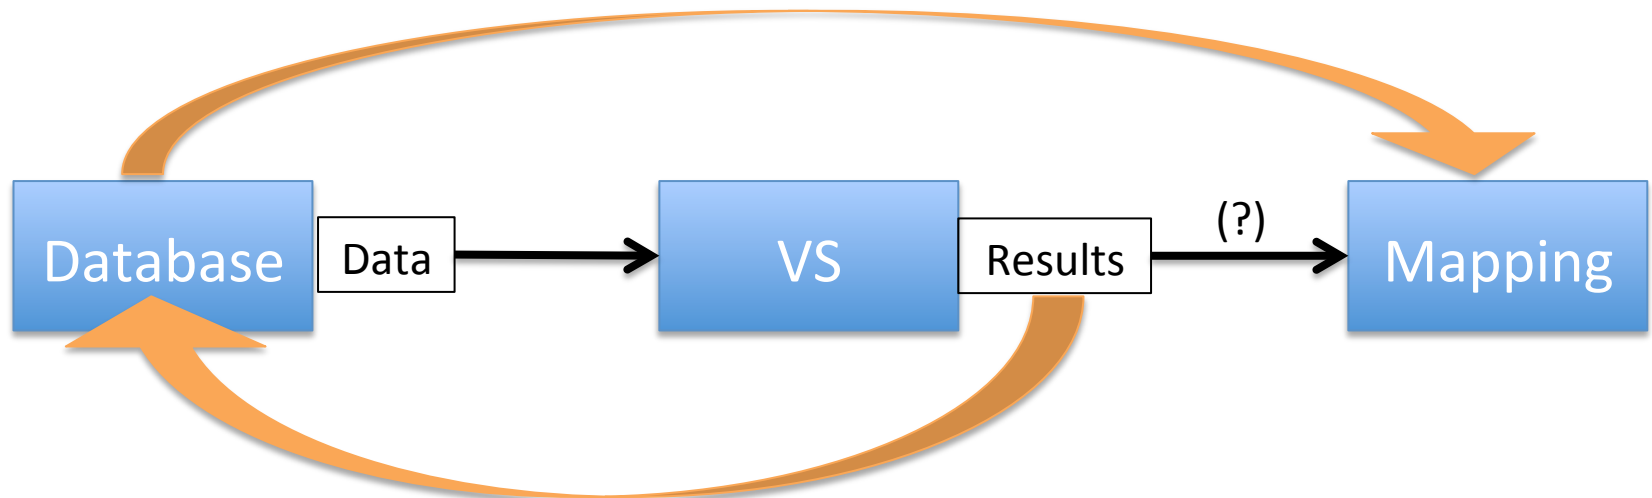 Database
Data
VS
Results
(?)
Mapping